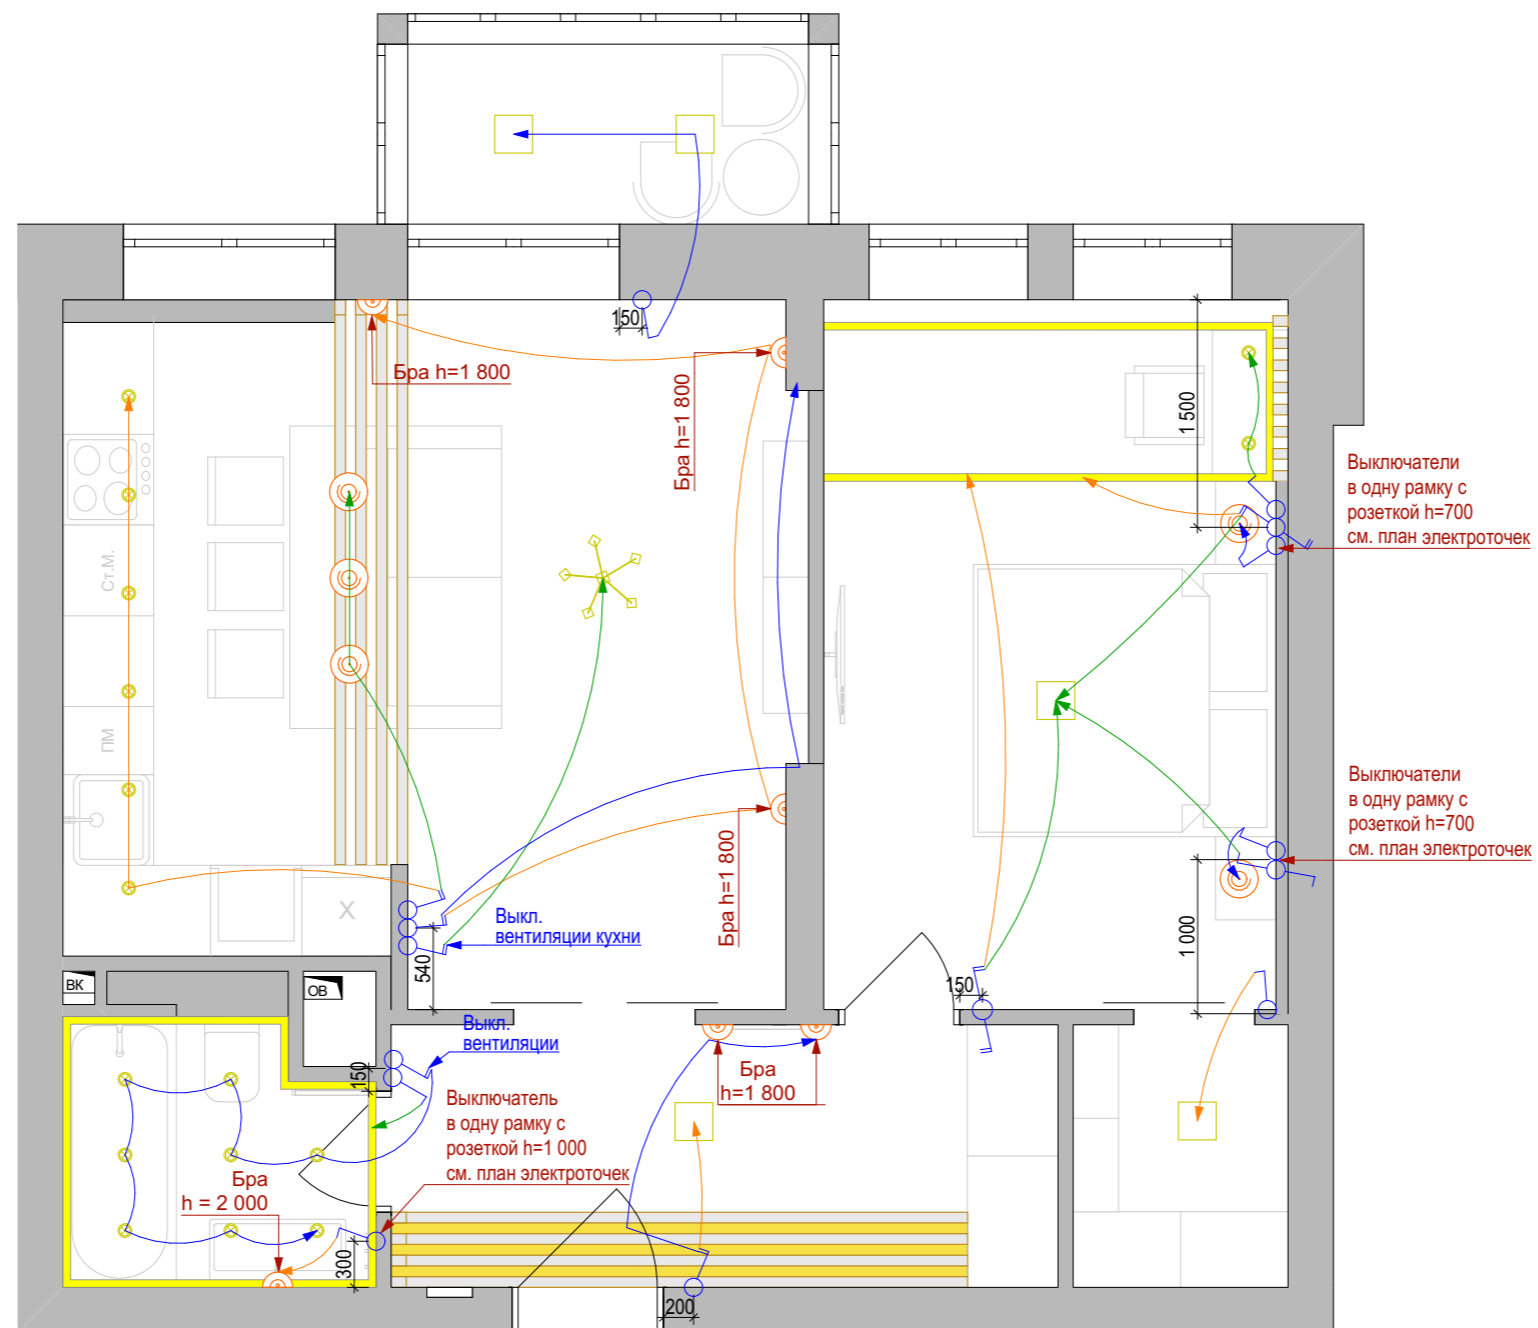 150
Бра h=1 800
Бра h=1 800
1 500
Выключатели
в одну рамку с
розеткой h=700
см. план электроточек
Ст.М.
ПМ
Выключатели
в одну рамку с
розеткой h=700
см. план электроточек
Бра h=1 800
X
Выкл.
вентиляции кухни
540
1 000
150
ВК
ОВ
Выкл.
вентиляции
150
Бра
h=1 800
Выключатель
в одну рамку с
розеткой h=1 000
см. план электроточек
Бра
h = 2 000
300
200